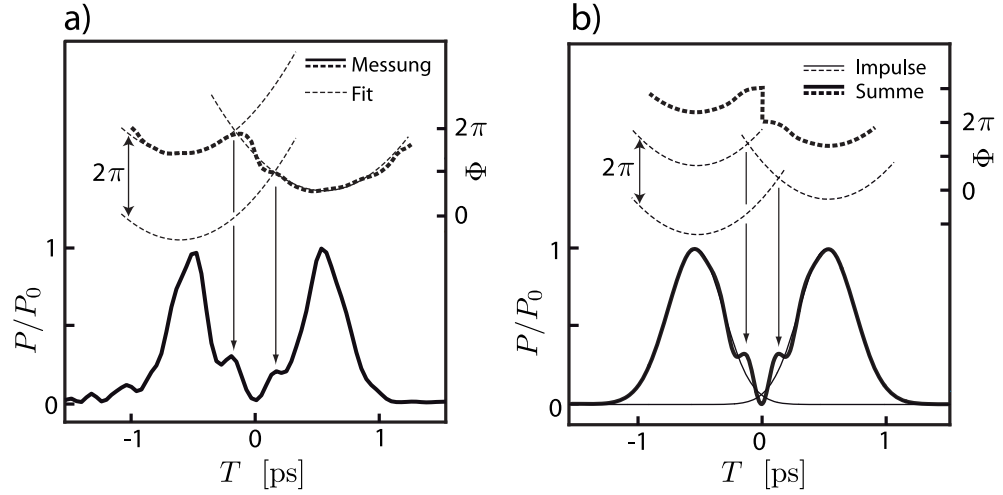 a)
Messung
Fit
2π
Φ
2π
0
1
P/P₀
0
-1
0
1
T [ps]
b)
Impulse
Summe
2π
Φ
2π
0
1
P/P₀
0
-1
0
1
T [ps]